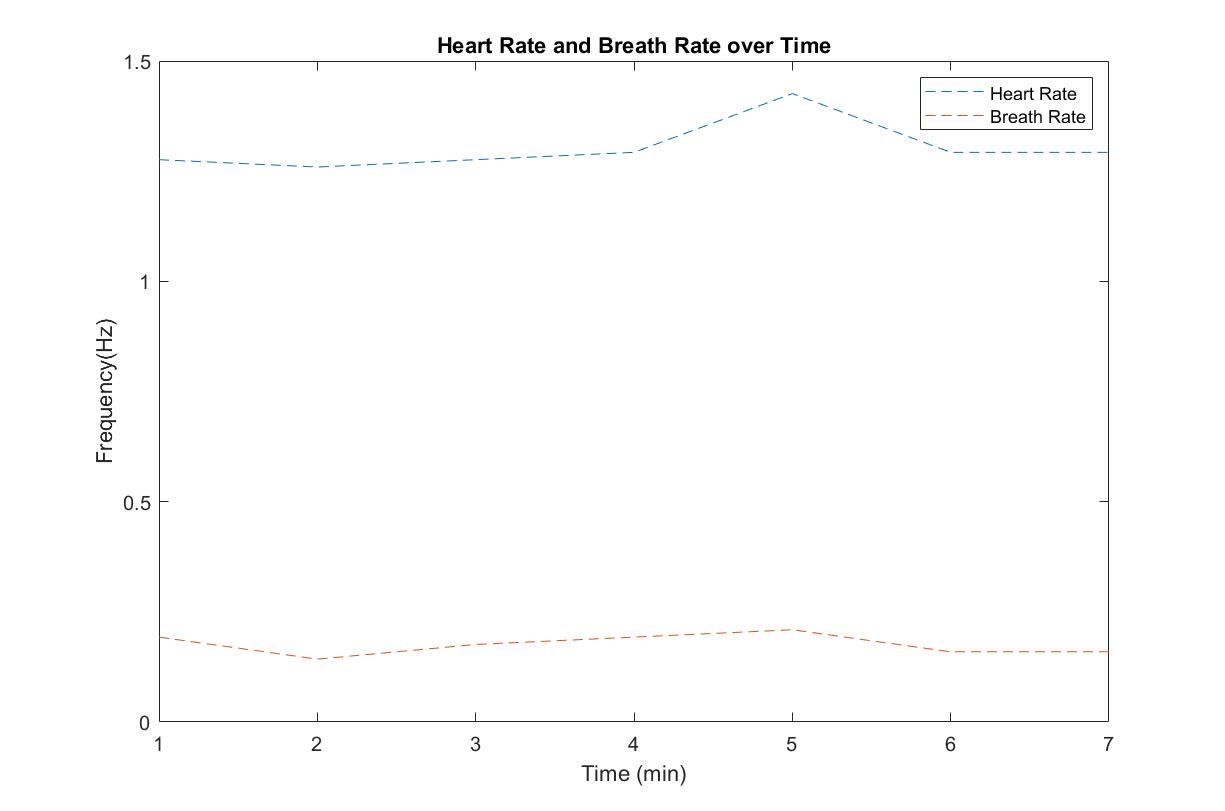 Heart Rate and Breath Rate over Time
1.5
1
0.5
0
Frequency(Hz)
Heart Rate
Breath Rate
1 2 3 4 5 6 7
Time (min)